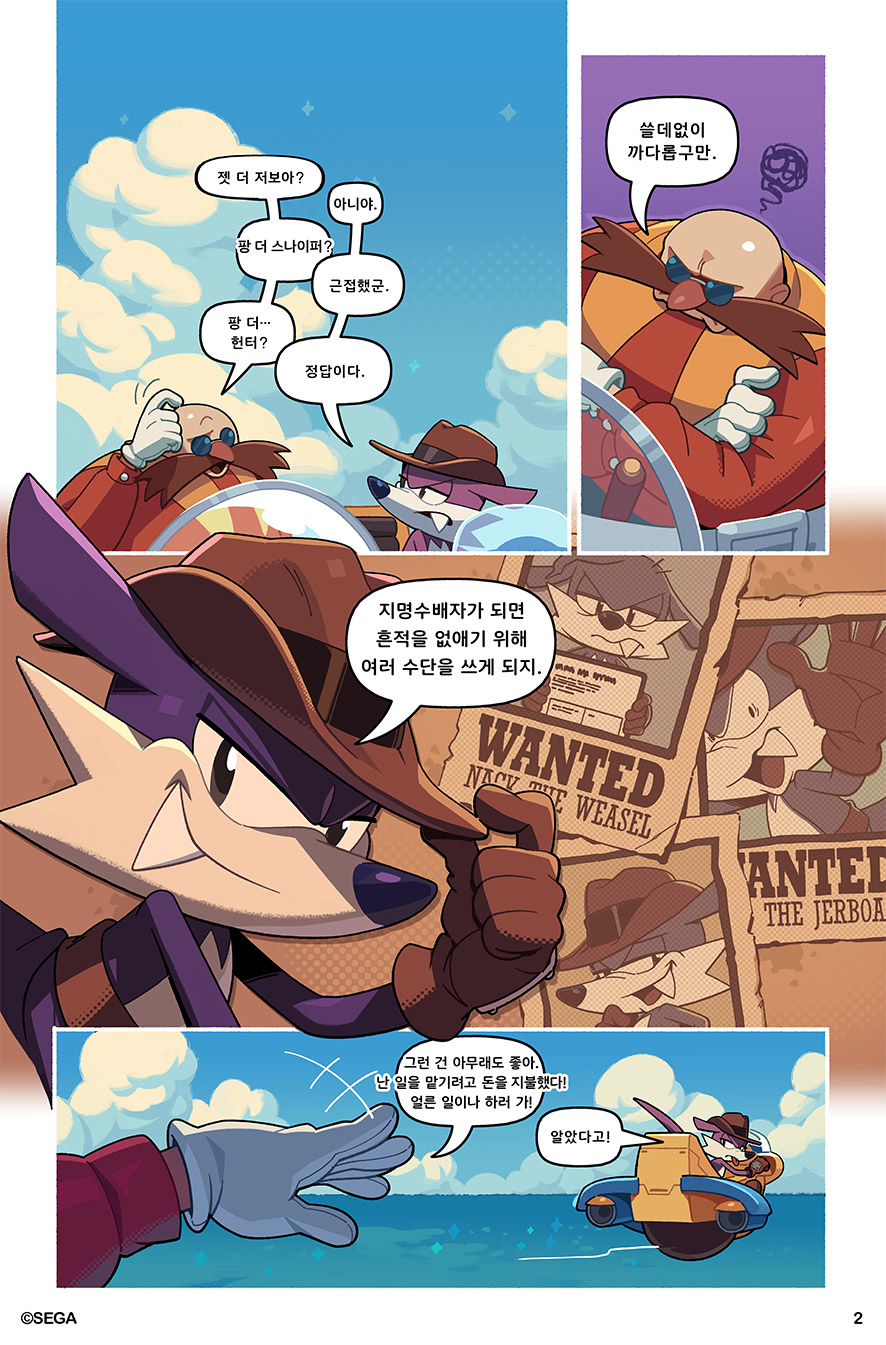 젯 더 저보아?
아니야.
팡 더 스나이퍼?
근접했군.
팡 더…
헌터?
정답이다.
쓸데없이
까다롭구만.
지명수배자가 되면
흔적을 없애기 위해
여러 수단을 쓰게 되지.
WANTED
NACK THE WEASEL
WANTED
THE JERBOA
그런 건 아무래도 좋아.
난 일을 맡기려고 돈을 지불했다!
얼른 일이나 하러 가!
알았다고!
©SEGA
2